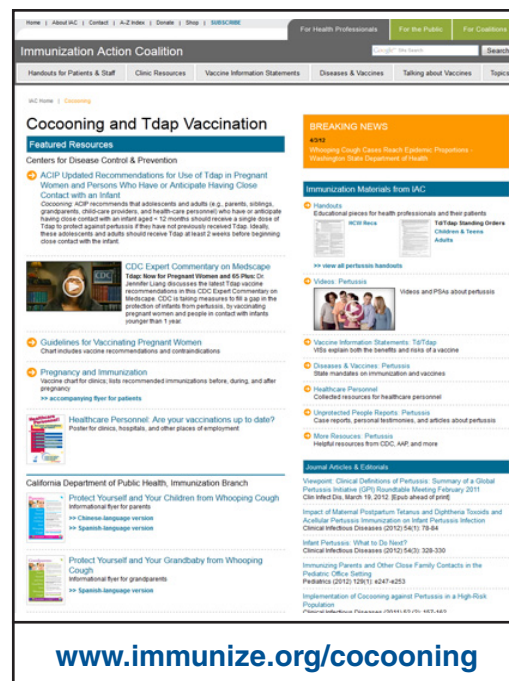 Home | About IAC | Contact | A-Z Index | Donate | Shop | SUBSCRIBE
For Health Professionals
For the Public
For Coalitions
Immunization Action Coalition
Search
Handouts for Patients & Staff
Clinic Resources
Vaccine Information Statements
Diseases & Vaccines
Talking about Vaccines
Topics
IAC Home | Cocooning
Cocooning and Tdap Vaccination
Featured Resources
Centers for Disease Control & Prevention
ACIP Updated Recommendations for Use of Tdap in Pregnant
Women and Persons Who Have or Anticipate Having Close
Contact with an Infant
Cocooning: ACIP recommends that adolescents and adults (e.g., parents, siblings,
grandparents, child-care providers, and health-care personnel) who have or anticipate
having close contact with an infant aged < 12 months should receive a single dose of
Tdap to protect against pertussis if they have not previously received Tdap. Ideally,
these adolescents and adults should receive Tdap at least 2 weeks before beginning
close contact with the infant.
CDC
CDC Expert Commentary on Medscape
Tdap: Now for Pregnant Women and 65 Plus: Dr.
Jennifer Liang discusses the latest Tdap vaccine
recommendations in this CDC Expert Commentary on
Medscape. CDC is taking measures to fill a gap in the
protection of infants from pertussis, by vaccinating
pregnant women and people in contact with infants
younger than 1 year.
Guidelines for Vaccinating Pregnant Women
Chart includes vaccine recommendations and contraindications
Pregnancy and Immunization
Vaccine chart for clinics; lists recommended immunizations before, during, and after
pregnancy
>> accompanying flyer for patients
Healthcare Personnel: Are your vaccinations up to date?
Poster for clinics, hospitals, and other places of employment
California Department of Public Health, Immunization Branch
Protect Yourself and Your Children from Whooping Cough
Informational flyer for parents
>> Chinese-language version
>> Spanish-language version
Protect Yourself and Your Grandbaby from Whooping
Cough
Informational flyer for grandparents
>> Spanish-language version
BREAKING NEWS
4/3/12
Whooping Cough Cases Reach Epidemic Proportions -
Washington State Department
of Health
Immunization Materials from IAC
Handouts
Educational pieces for health professionals and their patients
HCW Recs
Td/Tdap Standing
Orders
Children & Teens
Adults
>> view all pertussis handouts
Videos: Pertussis
Videos and PSAs about pertussis
Vaccine Information Statements: Td/Tdap
VISs explain both the benefits and risks of a vaccine
Diseases & Vaccines: Pertussis
State mandates on immunization and vaccines
Healthcare Personnel
Collected resources for healthcare personnel
Unprotected People Reports: Pertussis
Case reports, personal testimonies, and articles about pertussis
More Resouces: Pertussis
Helpful resources from CDC, AAP, and more
Journal Articles & Editorials
Viewpoint: Clinical Definitions of Pertussis: Summary of a Global
Pertussis Initiative (GPI) Roundtable Meeting February 2011
Clin Infect Dis, March 19, 2012. [Epub ahead of print]
Impact of Maternal Postpartum Tetanus and Diphtheria Toxoids and
Acellular Pertussis Immunization on Infant Pertussis Infection
Clinical Infectious Diseases (2012) 54(1): 78-84
Infant Pertussis: What to Do Next?
Clinical Infectious Diseases (2012) 54(3): 328-330
Immunizing Parents and Other Close Family Contacts in the
Pediatric Office Setting
Pediatrics (2012) 129(1): e247-e253
Implementation of Cocooning against Pertussis in a High-Risk
Population
Clinical Infectious Diseases (2011) 52 (2): 157-162
www.immunize.org/cocooning